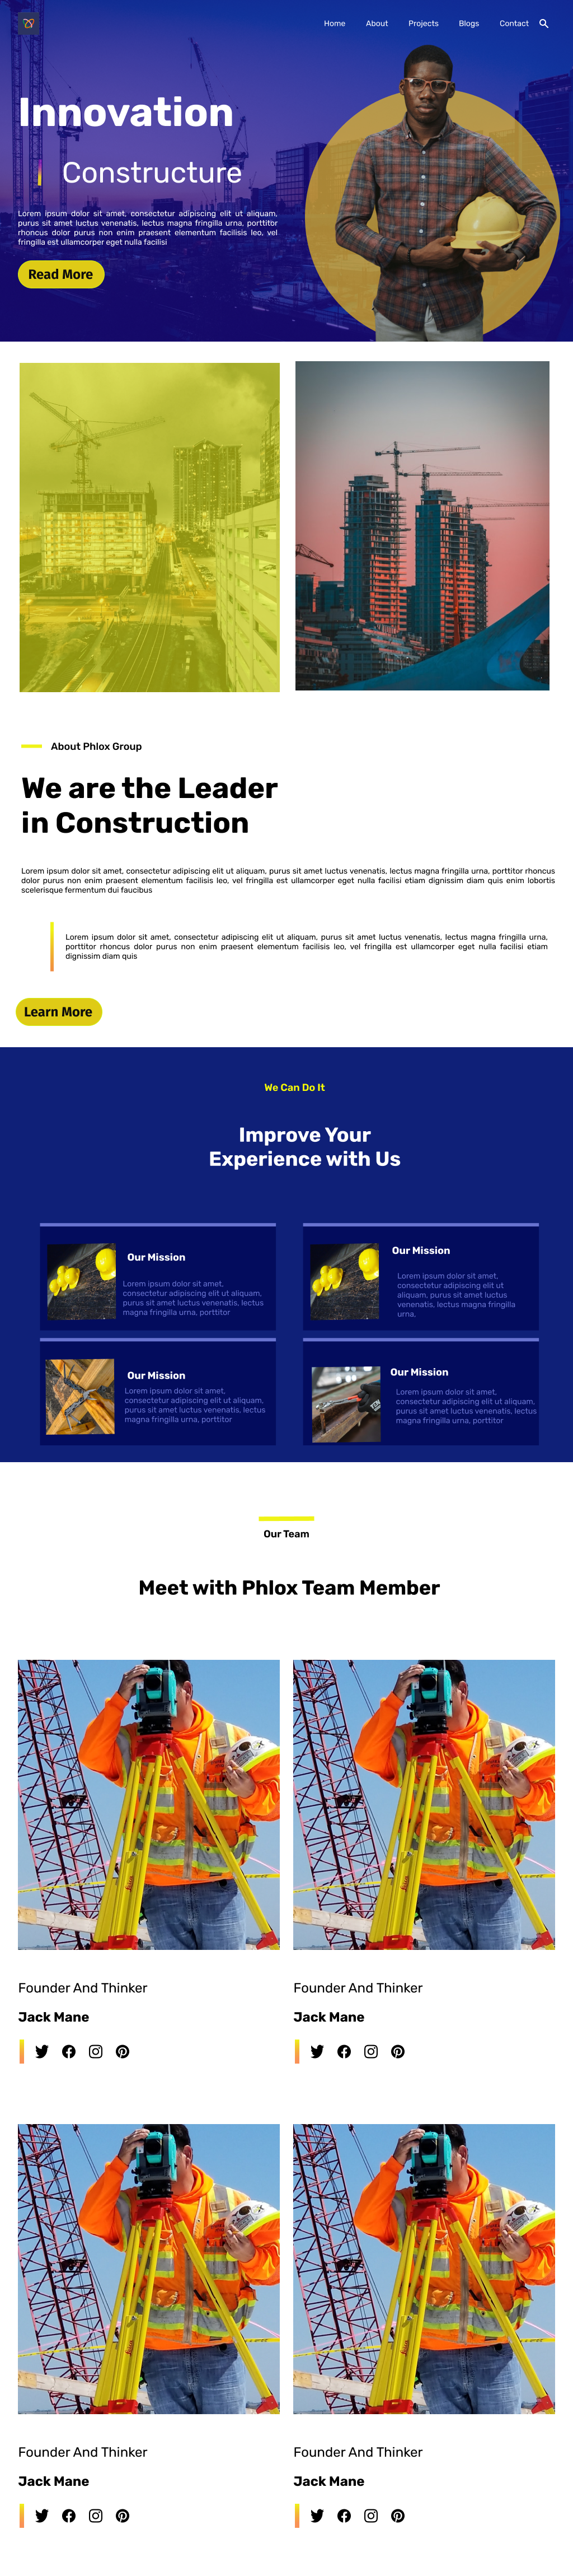 Home About Projects Blogs Contact
Innovation
Constructure
Lorem ipsum dolor sit amet, consectetur adipiscing elit ut aliquam,
purus sit amet luctus venenatis, lectus magna fringilla urna, porttitor
rhoncus dolor purus non enim praesent elementum facilisis leo, vel
fringilla est ullamcorper eget nulla facilisi
Read More
About Phlox Group
We are the Leader
in Construction
Lorem ipsum dolor sit amet, consectetur adipiscing elit ut aliquam, purus sit amet luctus venenatis, lectus magna fringilla urna, porttitor rhoncus
dolor purus non enim praesent elementum facilisis leo, vel fringilla est ullamcorper eget nulla facilisi etiam dignissim diam quis enim lobortis
scelerisque fermentum dui faucibus
Lorem ipsum dolor sit amet, consectetur adipiscing elit ut aliquam, purus sit amet luctus venenatis, lectus magna fringilla urna,
porttitor rhoncus dolor purus non enim praesent elementum facilisis leo, vel fringilla est ullamcorper eget nulla facilisi etiam
dignissim diam quis
Learn More
We Can Do It
Improve Your
Experience with Us
Our Mission
Lorem ipsum dolor sit amet,
consectetur adipiscing elit ut aliquam,
purus sit amet luctus venenatis, lectus
magna fringilla urna, porttitor
Our Mission
Lorem ipsum dolor sit amet,
consectetur adipiscing elit ut
aliquam, purus sit amet luctus
venenatis, lectus magna fringilla
urna,
Our Mission
Lorem ipsum dolor sit amet,
consectetur adipiscing elit ut aliquam,
purus sit amet luctus venenatis, lectus
magna fringilla urna, porttitor
Our Mission
Lorem ipsum dolor sit amet,
consectetur adipiscing elit ut aliquam,
purus sit amet luctus venenatis, lectus
magna fringilla urna, porttitor
Our Team
Meet with Phlox Team Member
Founder And Thinker
Jack Mane
Founder And Thinker
Jack Mane
Founder And Thinker
Jack Mane
Founder And Thinker
Jack Mane